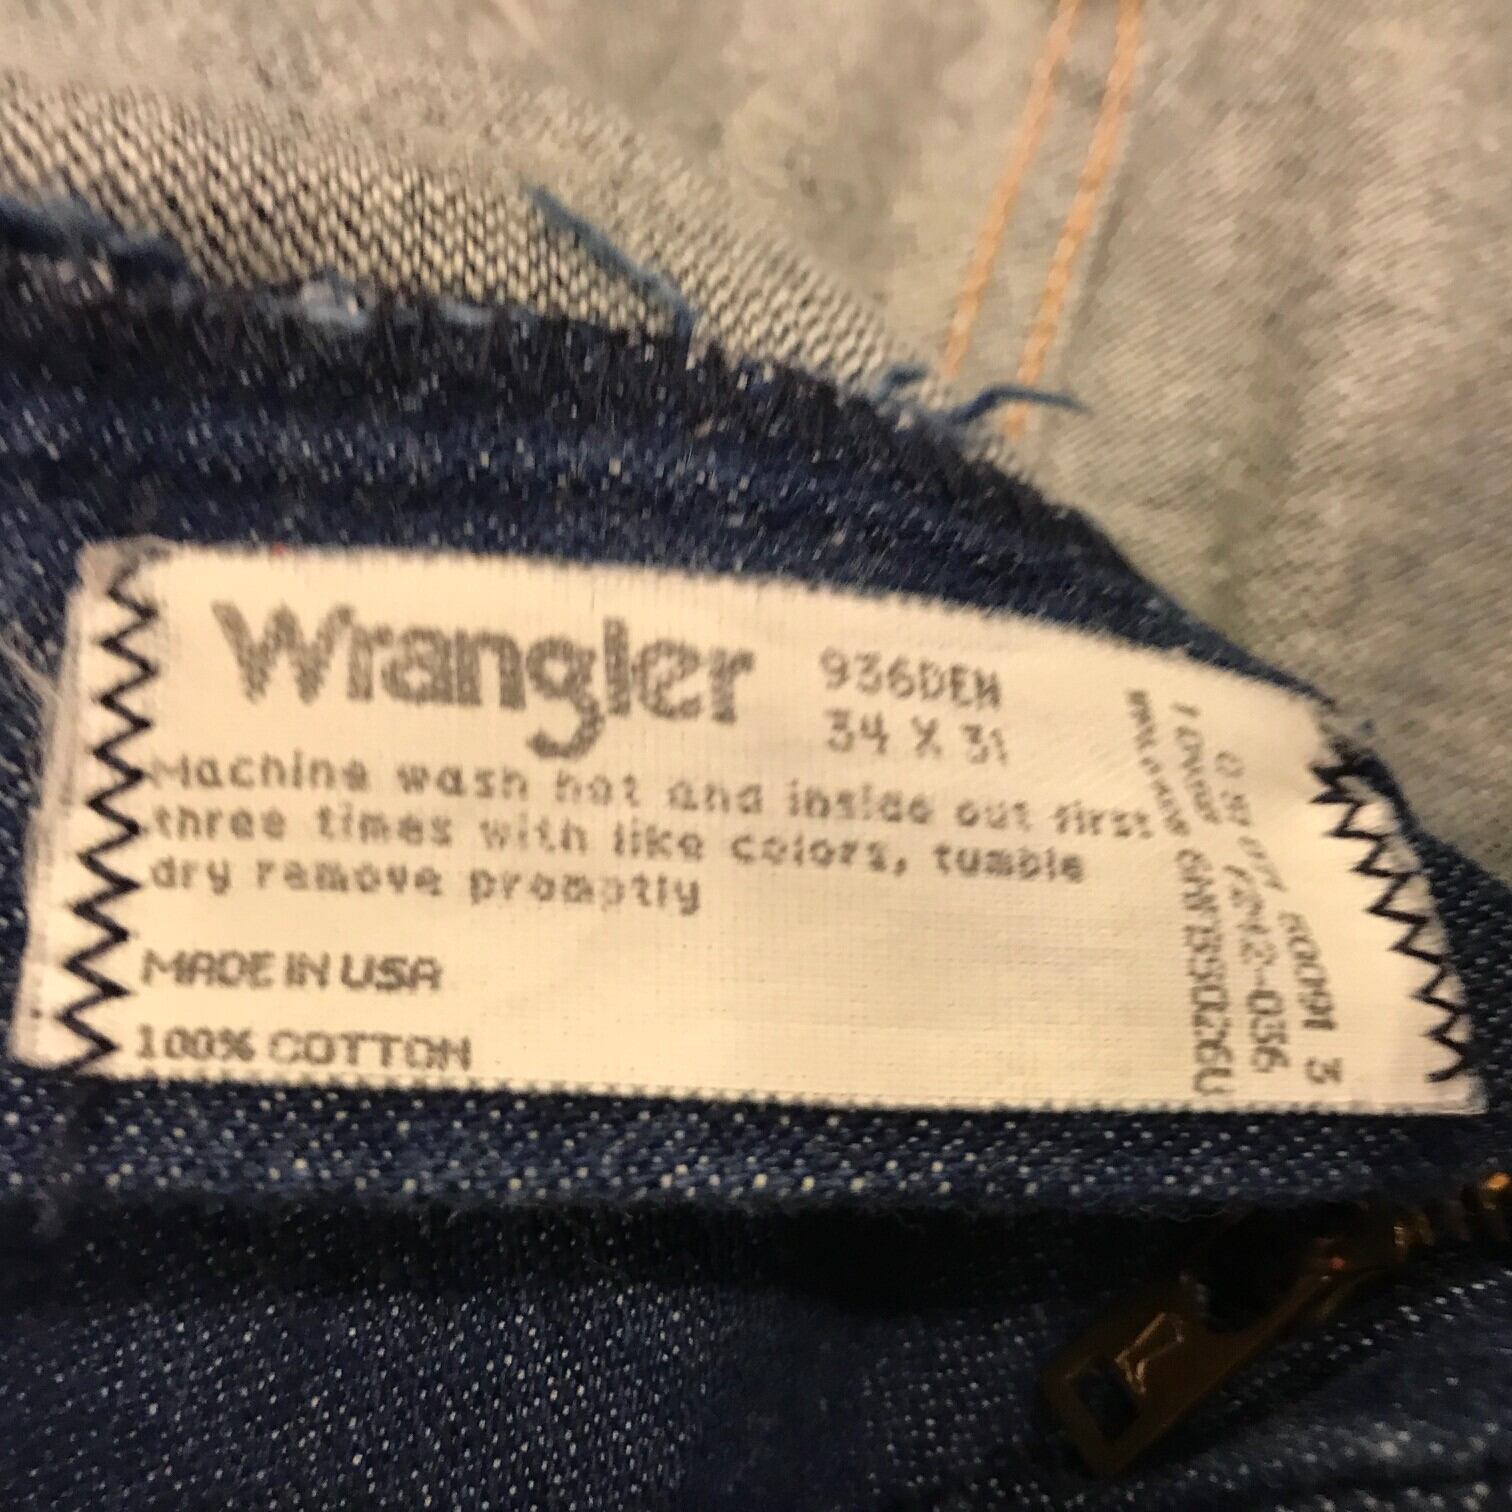 Wrangler
936DEN
34 X 31
Machine wash hot and inside out first
three times with like colors, tumble
dry remove promptly
MADE IN USA
100% COTTON